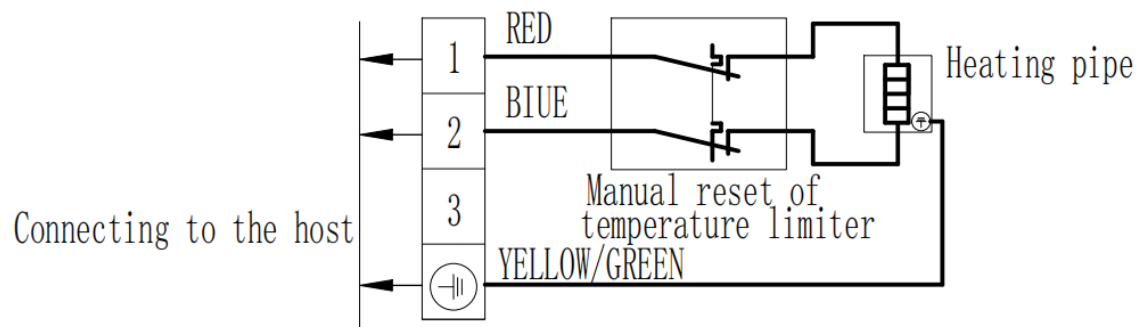 RED
1
Heating pipe
BIUE
2
Manual reset of
temperature limiter
3
Connecting to the host
YELLOW/GREEN